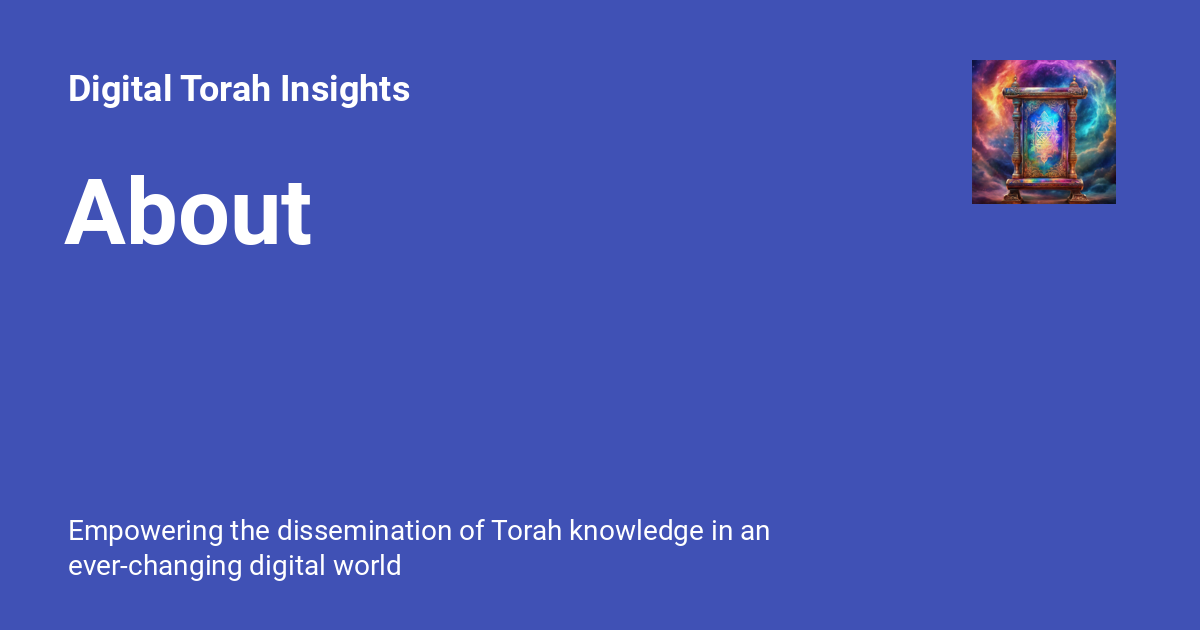 Digital Torah Insights
About
Empowering the dissemination of Torah knowledge in an
ever-changing digital world